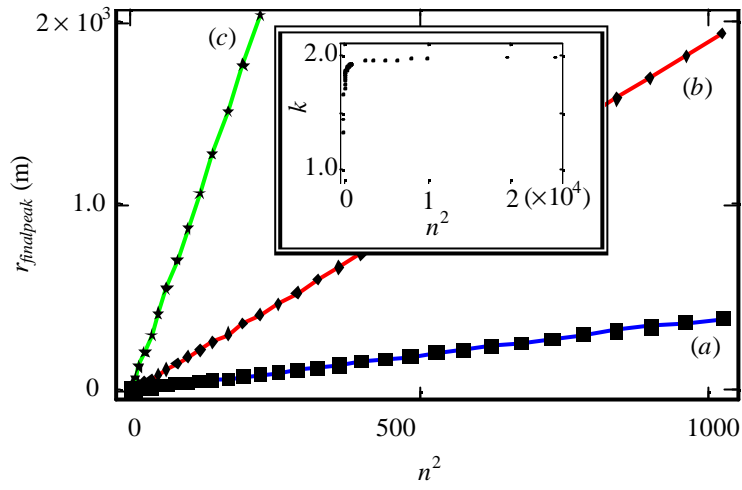 2 × 10³
(c)
2.0
k
1.0
0
1
2 (×10⁴)
n²
(b)
1.0
r_finalpeak (m)
(a)
0
0
500
1000
n²